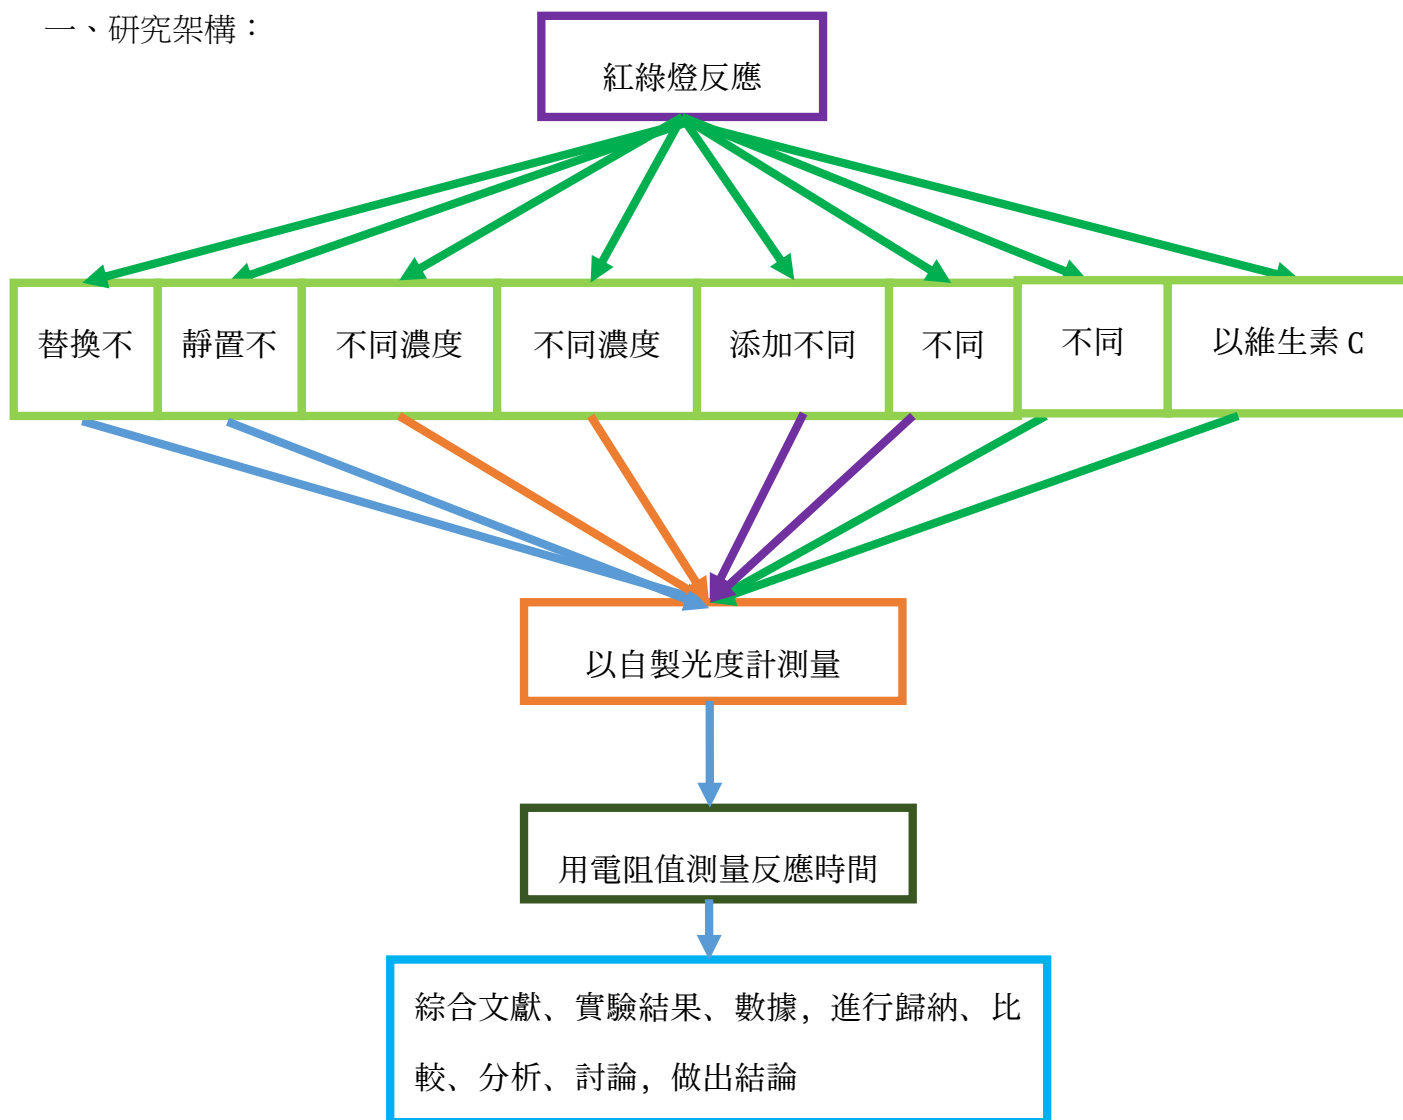 一、研究架構：
紅綠燈反應
替換不
靜置不
不同濃度
不同濃度
添加不同
不同
不同
以維生素 C
以自製光度計測量
用電阻值測量反應時間
綜合文獻、實驗結果、數據，進行歸納、比
較、分析、討論，做出結論